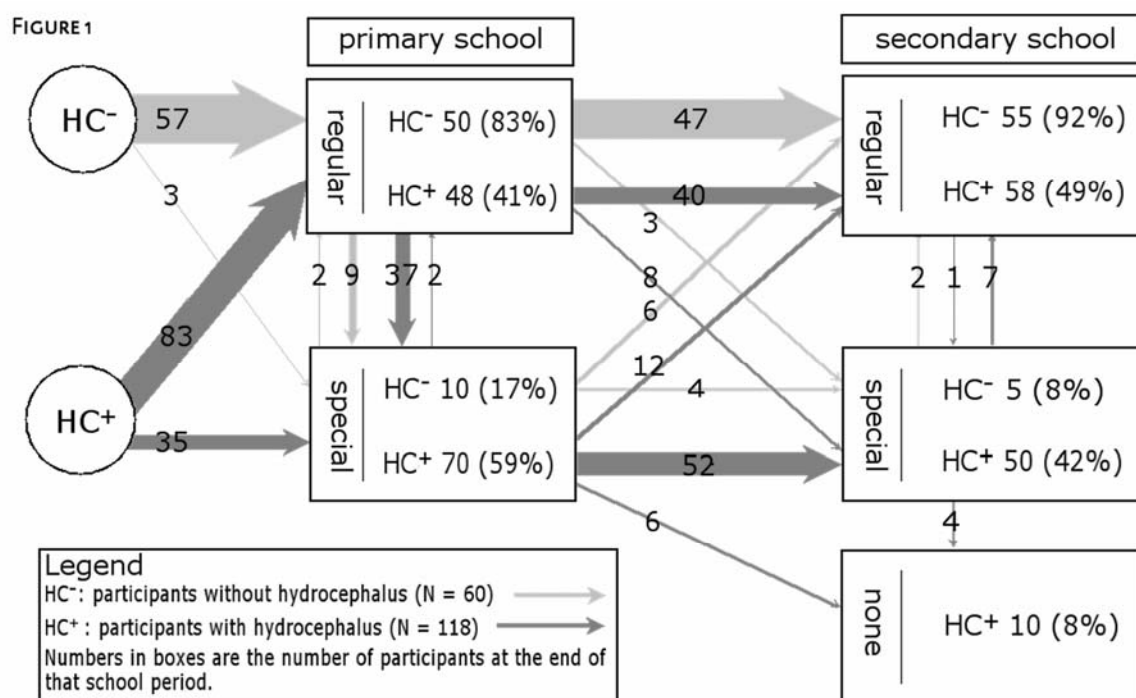 FIGURE 1
primary school
secondary school
HC-
57
regular
HC- 50 (83%)
HC+ 48 (41%)
47
40
regular
HC- 55 (92%)
HC+ 58 (49%)
3
3
2
9
37
2
8
6
2
1
7
83
12
HC+
35
special
HC- 10 (17%)
HC+ 70 (59%)
4
52
special
HC- 5 (8%)
HC+ 50 (42%)
6
4
none
HC+ 10 (8%)
Legend
HC-: participants without hydrocephalus (N = 60)
HC+ : participants with hydrocephalus (N = 118)
Numbers in boxes are the number of participants at the end of
that school period.